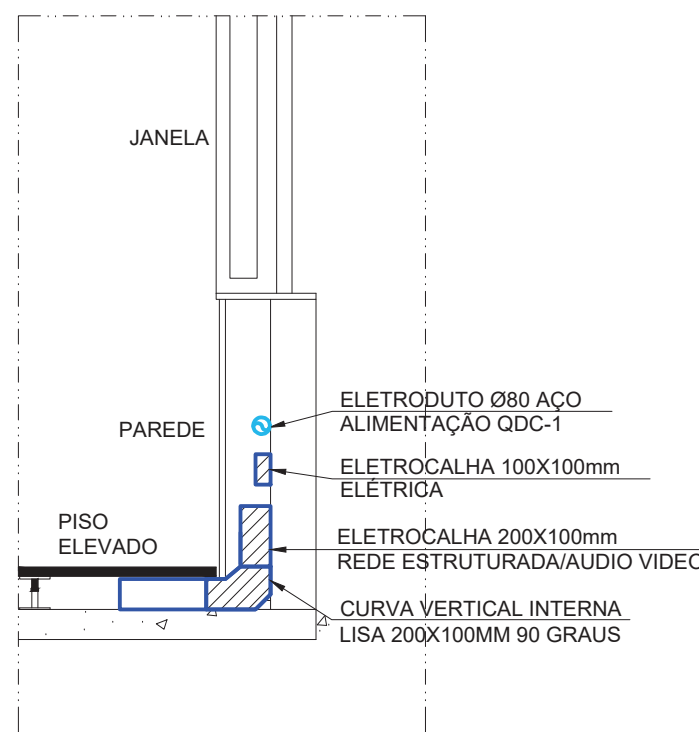 JANELA
ELETRODUTO Ø80 AÇO
ALIMENTAÇÃO QDC-1
PAREDE
ELETROCALHA 100X100mm
ELÉTRICA
PISO
ELEVADO
ELETROCALHA 200X100mm
REDE ESTRUTURADA/AUDIO VIDEO
CURVA VERTICAL INTERNA
LISA 200X100MM 90 GRAUS